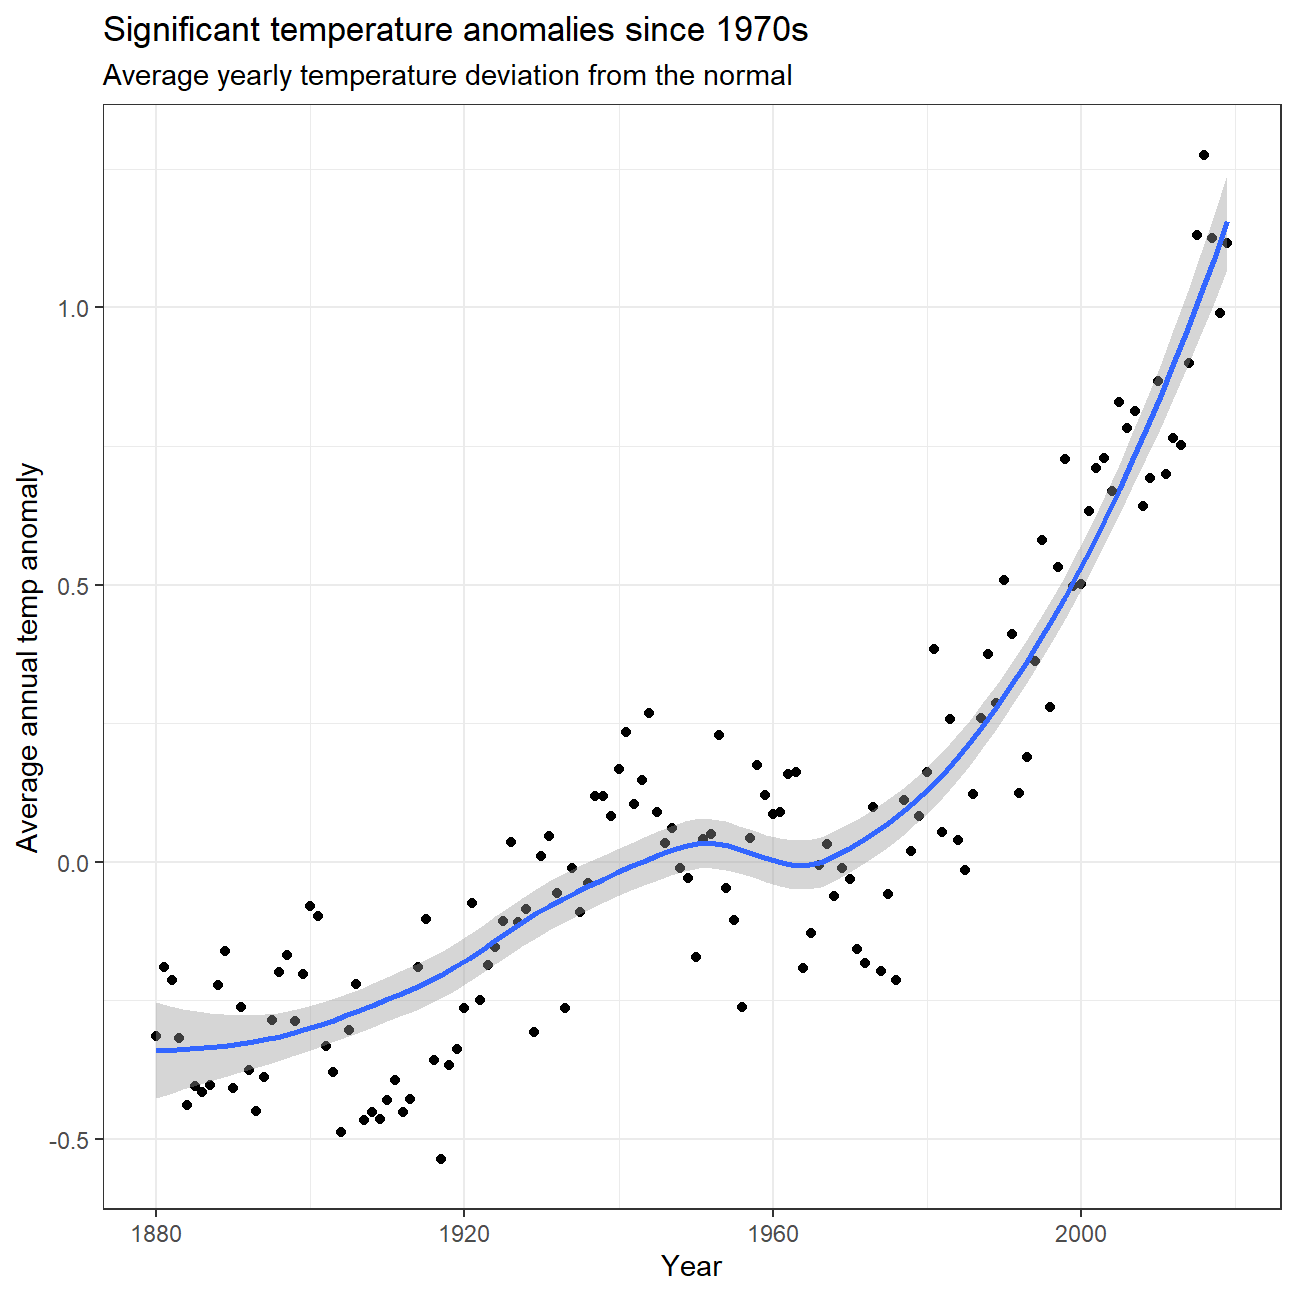 Significant temperature anomalies since 1970s
Average yearly temperature deviation from the normal
Average annual temp anomaly
1.0
0.5
0.0
-0.5
1880
1920
1960
2000
Year